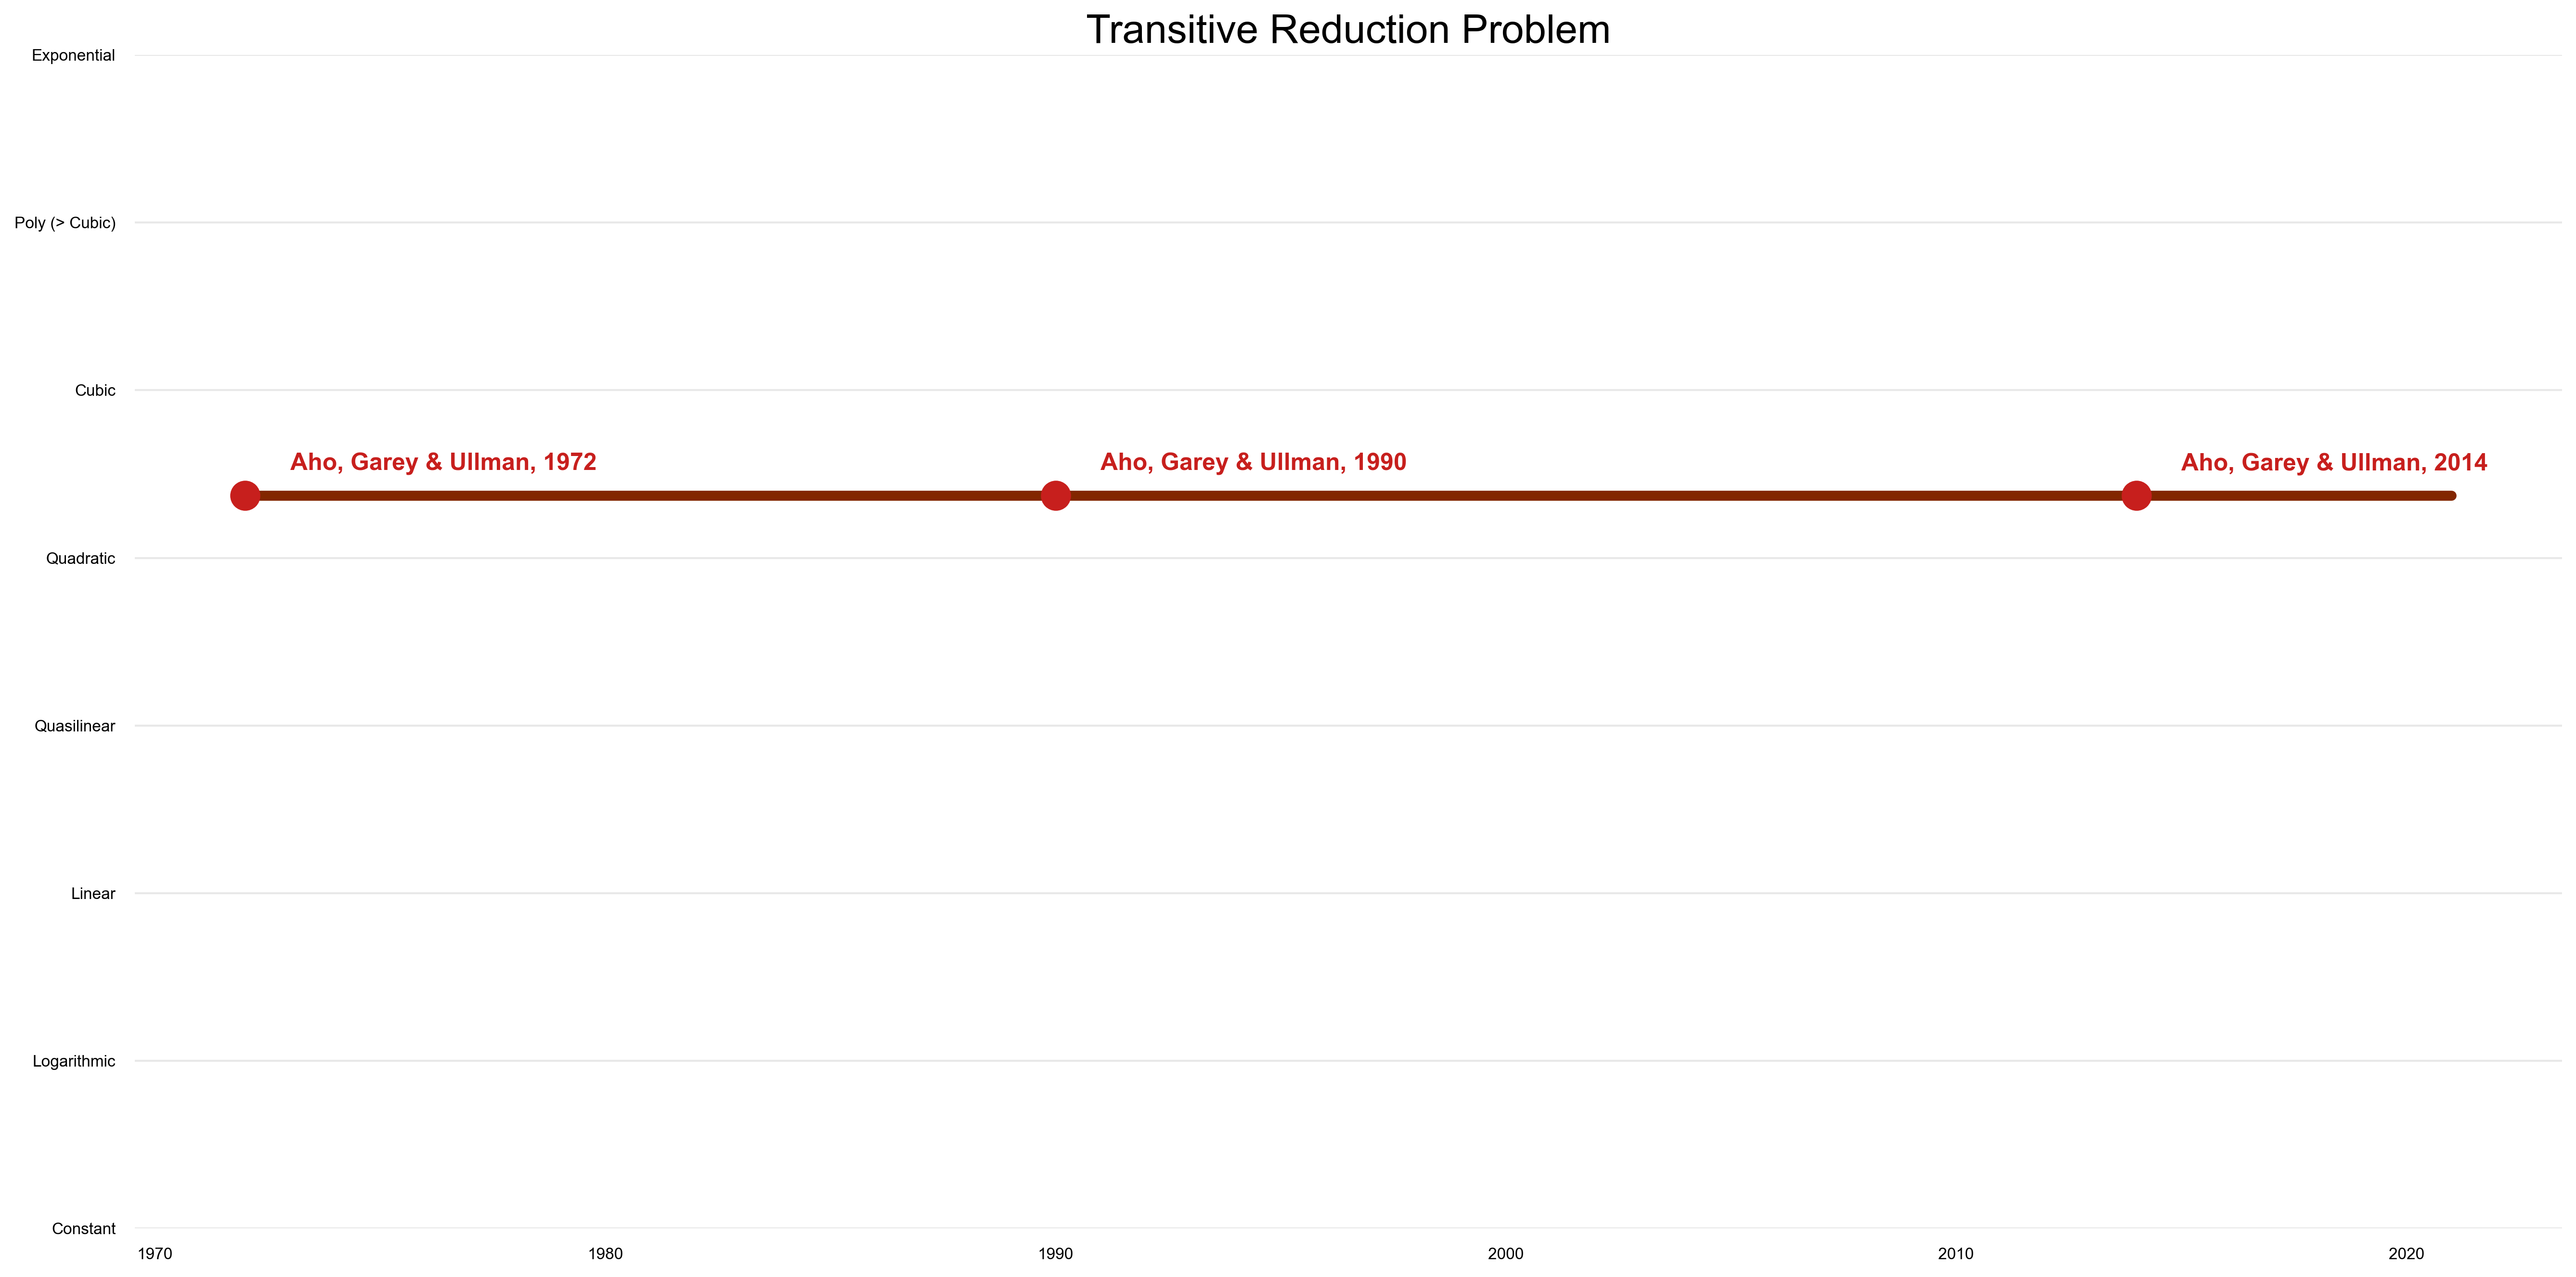 Transitive Reduction Problem
Exponential
Poly (> Cubic)
Cubic
Aho, Garey & Ullman, 1972
Aho, Garey & Ullman, 1990
Aho, Garey & Ullman, 2014
Quadratic
Quasilinear
Linear
Logarithmic
Constant
1970
1980
1990
2000
2010
2020